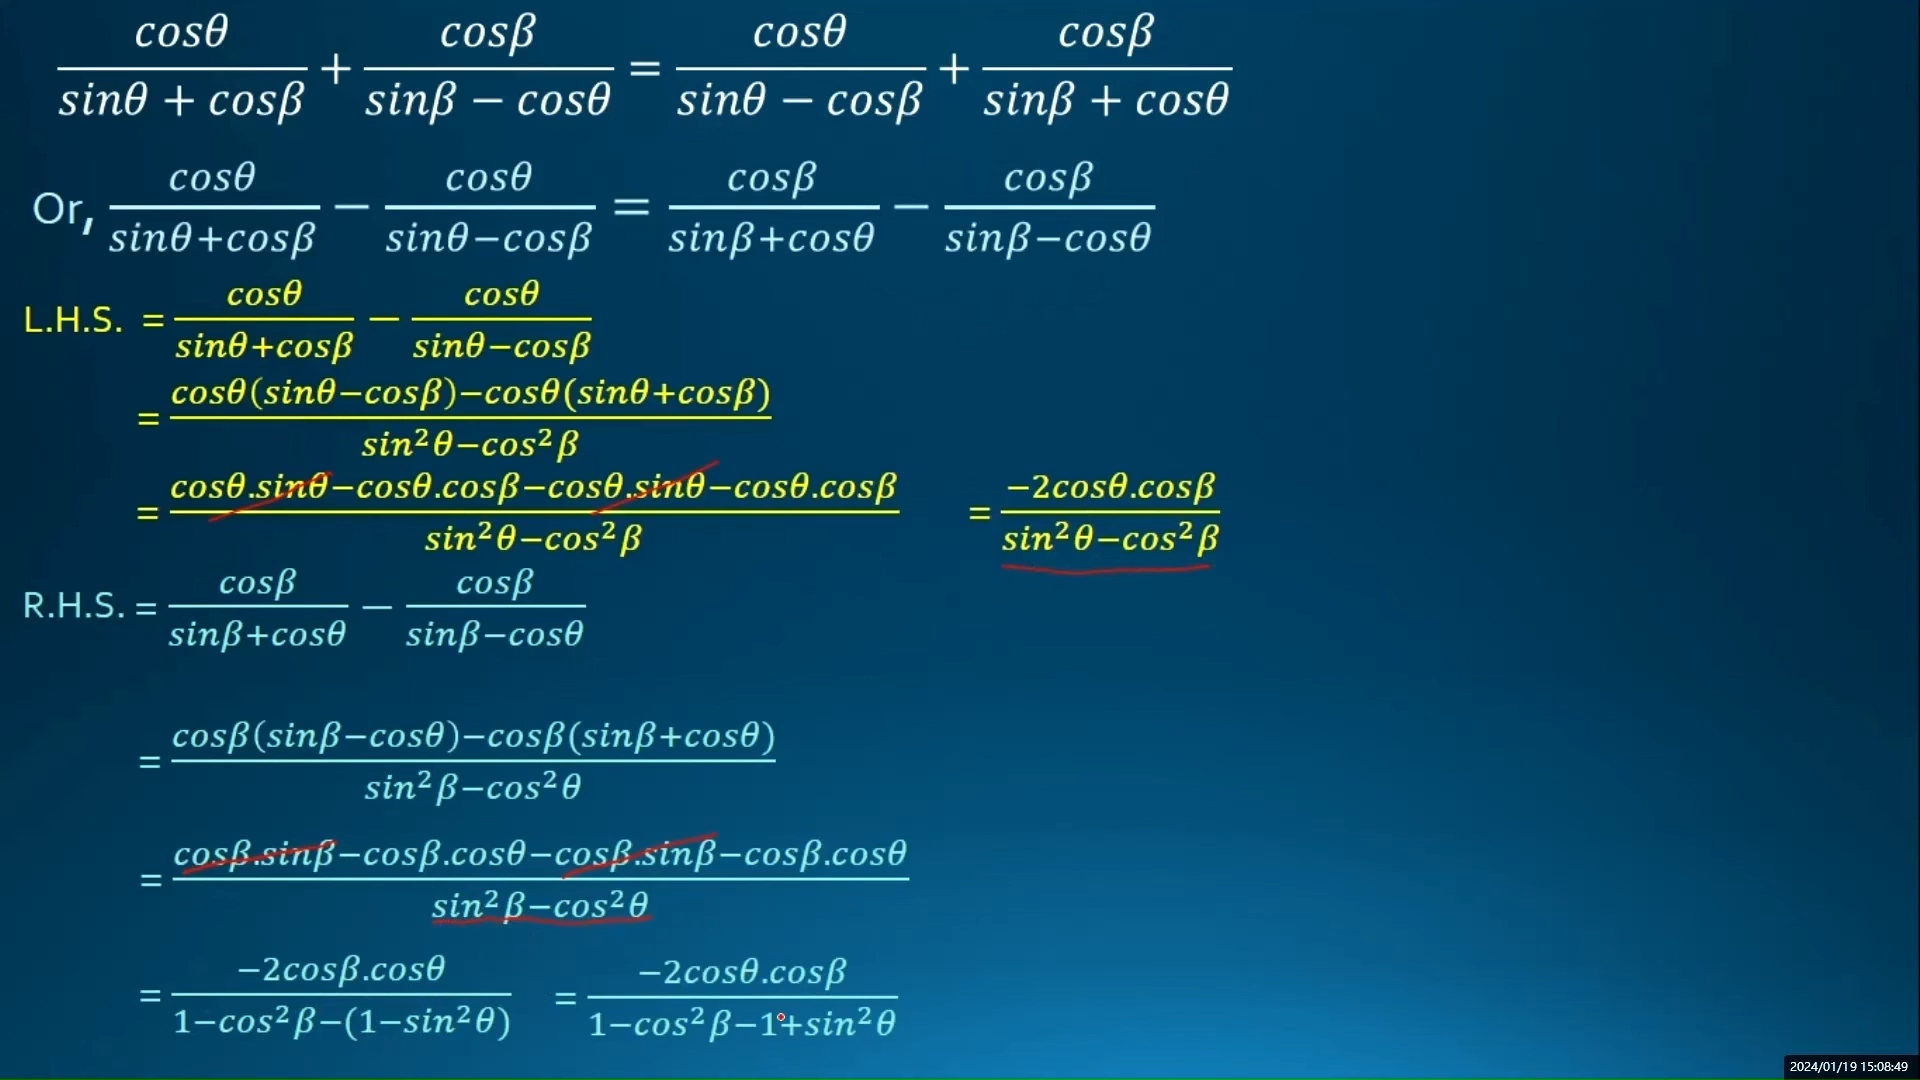 cosθ/(sinθ + cosβ) + cosβ/(sinβ − cosθ) = cosθ/(sinθ − cosβ) + cosβ/(sinβ + cosθ)
Or, cosθ/(sinθ+cosβ) − cosθ/(sinθ−cosβ) = cosβ/(sinβ+cosθ) − cosβ/(sinβ−cosθ)
L.H.S. = cosθ/(sinθ+cosβ) − cosθ/(sinθ−cosβ)
= (cosθ(sinθ−cosβ)−cosθ(sinθ+cosβ))/(sin²θ−cos²β)
= (cosθ.sinθ−cosθ.cosβ−cosθ.sinθ−cosθ.cosβ)/(sin²θ−cos²β) = (−2cosθ.cosβ)/(sin²θ−cos²β)
R.H.S. = cosβ/(sinβ+cosθ) − cosβ/(sinβ−cosθ)
= (cosβ(sinβ−cosθ)−cosβ(sinβ+cosθ))/(sin²β−cos²θ)
= (cosβ.sinβ−cosβ.cosθ−cosβ.sinβ−cosβ.cosθ)/(sin²β−cos²θ)
= (−2cosβ.cosθ)/(1−cos²β−(1−sin²θ)) = (−2cosθ.cosβ)/(1−cos²β−1+sin²θ)
2024/01/19 15:08:49